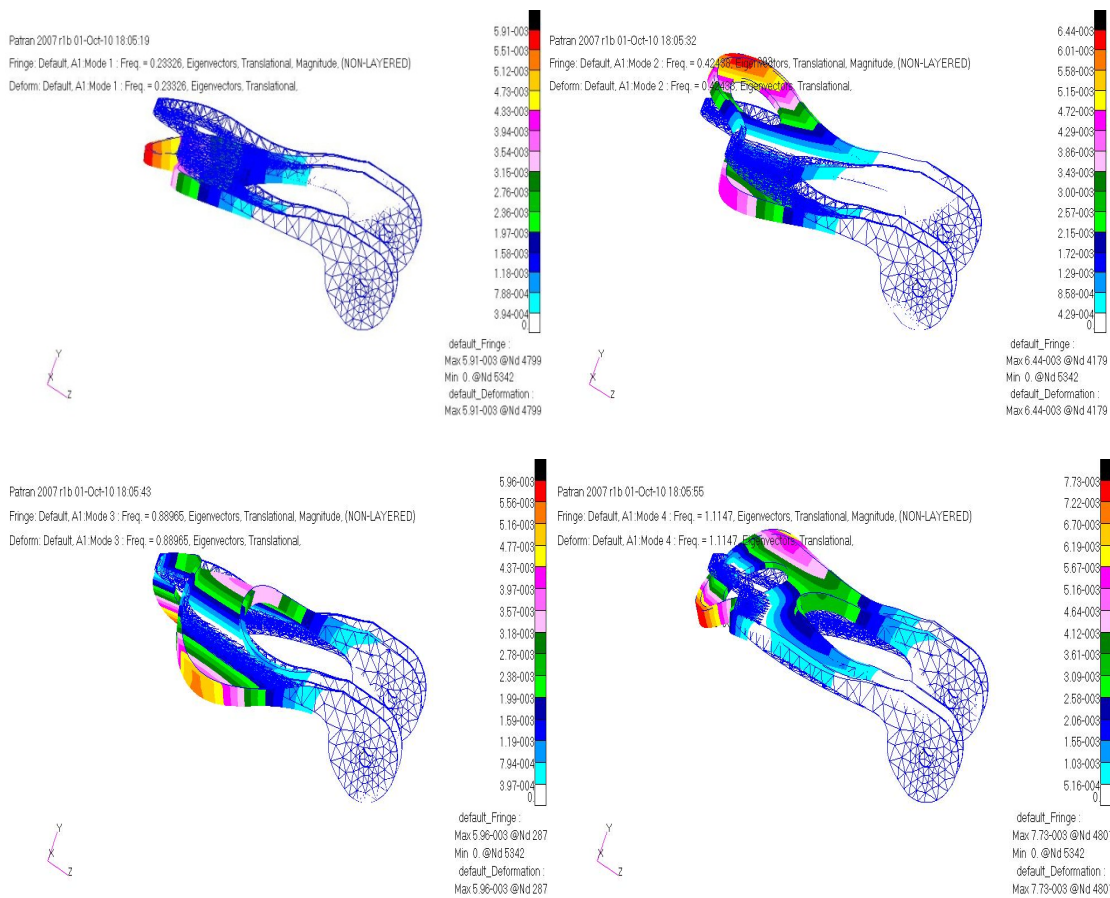 Patran 2007 r1b 01-Oct-10 18:05:19
Fringe: Default, A1:Mode 1 : Freq. = 0.23326, Eigenvectors, Translational, Magnitude, (NON-LAYERED)
Deform: Default, A1:Mode 1 : Freq. = 0.23326, Eigenvectors, Translational,
5.91-003
5.51-003
5.12-003
4.73-003
4.33-003
3.94-003
3.54-003
3.15-003
2.76-003
2.36-003
1.97-003
1.58-003
1.18-003
7.88-004
3.94-004
0.
default_Fringe :
Max 5.91-003 @Nd 4799
Min 0. @Nd 5342
default_Deformation :
Max 5.91-003 @Nd 4799
Y
X
Z
Patran 2007 r1b 01-Oct-10 18:05:32
Fringe: Default, A1:Mode 2 : Freq. = 0.42438, Eigenvectors, Translational, Magnitude, (NON-LAYERED)
Deform: Default, A1:Mode 2 : Freq. = 0.42438, Eigenvectors, Translational,
6.44-003
6.01-003
5.58-003
5.15-003
4.72-003
4.29-003
3.86-003
3.43-003
3.00-003
2.57-003
2.15-003
1.72-003
1.29-003
8.58-004
4.29-004
0.
default_Fringe :
Max 6.44-003 @Nd 4179
Min 0. @Nd 5342
default_Deformation :
Max 6.44-003 @Nd 4179
Y
X
Z
Patran 2007 r1b 01-Oct-10 18:05:43
Fringe: Default, A1:Mode 3 : Freq. = 0.88965, Eigenvectors, Translational, Magnitude, (NON-LAYERED)
Deform: Default, A1:Mode 3 : Freq. = 0.88965, Eigenvectors, Translational,
5.96-003
5.56-003
5.16-003
4.77-003
4.37-003
3.97-003
3.57-003
3.18-003
2.78-003
2.38-003
1.99-003
1.59-003
1.19-003
7.94-004
3.97-004
0.
default_Fringe :
Max 5.96-003 @Nd 287
Min 0. @Nd 5342
default_Deformation :
Max 5.96-003 @Nd 287
Y
X
Z
Patran 2007 r1b 01-Oct-10 18:05:55
Fringe: Default, A1:Mode 4 : Freq. = 1.1147, Eigenvectors, Translational, Magnitude, (NON-LAYERED)
Deform: Default, A1:Mode 4 : Freq. = 1.1147, Eigenvectors, Translational,
7.73-003
7.22-003
6.70-003
6.19-003
5.67-003
5.16-003
4.64-003
4.12-003
3.61-003
3.09-003
2.58-003
2.06-003
1.55-003
1.03-003
5.16-004
0.
default_Fringe :
Max 7.73-003 @Nd 480
Min 0. @Nd 5342
default_Deformation :
Max 7.73-003 @Nd 480
Y
X
Z